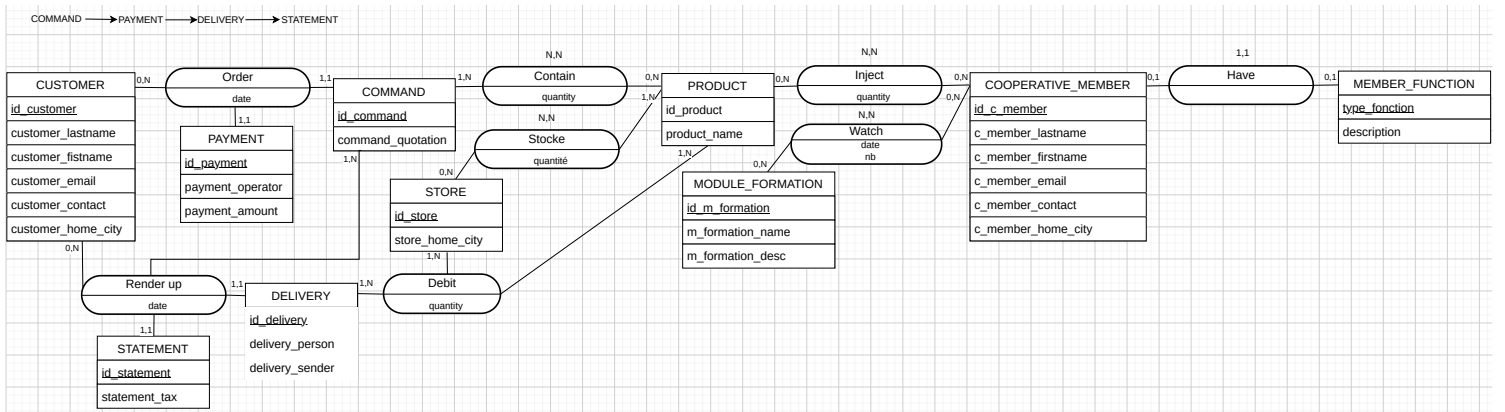 COMMAND PAYMENT DELIVERY STATEMENT
N,N
N,N
1,1
CUSTOMER
id_customer
customer_lastname
customer_fistname
customer_email
customer_contact
customer_home_city
0,N
Order
date
1,1
1,1
PAYMENT
id_payment
payment_operator
payment_amount
COMMAND
id_command
command_quotation
1,N
1,N
Contain
quantity
0,N
N,N
Stocke
quantité
1,N
0,N
STORE
id_store
store_home_city
1,N
PRODUCT
id_product
product_name
1,N
0,N
Inject
quantity
0,N
N,N
Watch
date
nb
0,N
0,N
MODULE_FORMATION
id_m_formation
m_formation_name
m_formation_desc
COOPERATIVE_MEMBER
id_c_member
c_member_lastname
c_member_firstname
c_member_email
c_member_contact
c_member_home_city
0,1
Have
0,1
MEMBER_FUNCTION
type_fonction
description
0,N
Render up
date
1,1
1,1
DELIVERY
id_delivery
delivery_person
delivery_sender
1,N
Debit
quantity
STATEMENT
id_statement
statement_tax